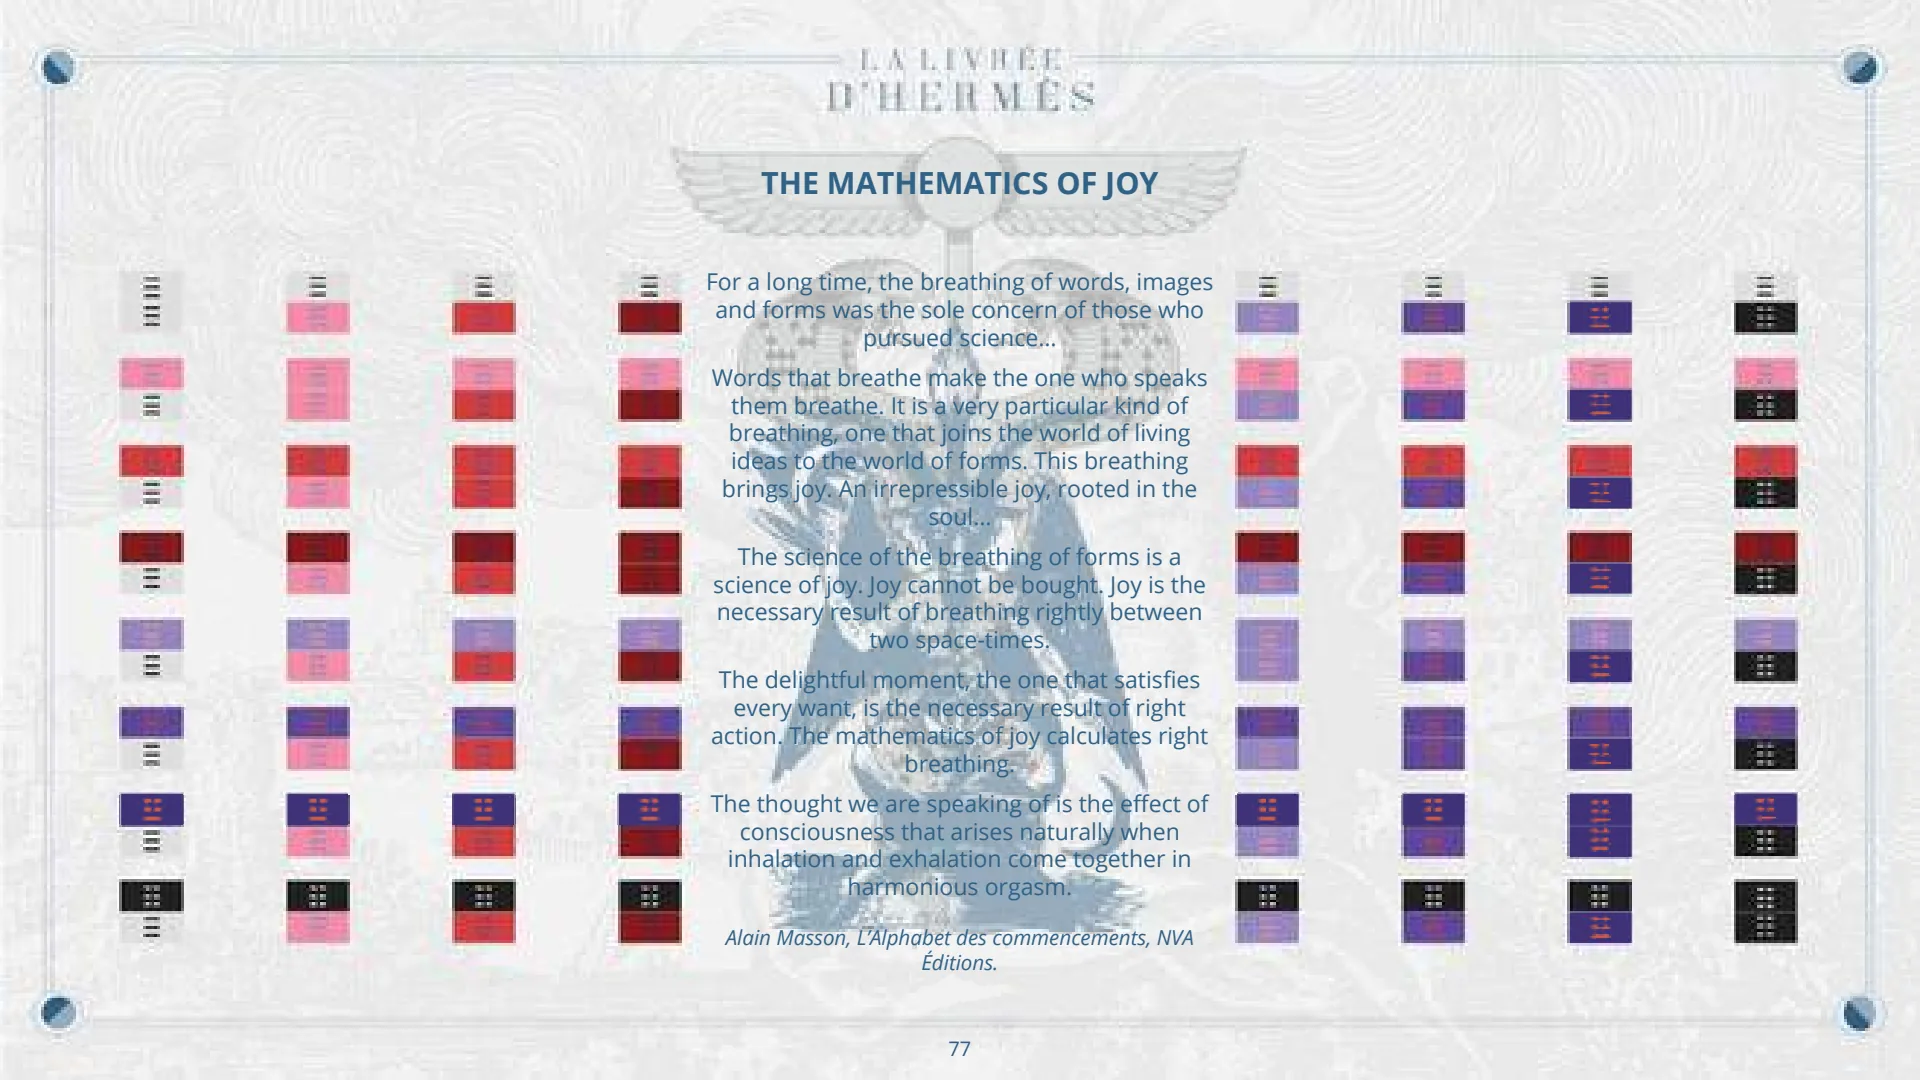 LA LIVRÉE
D'HERMÈS
THE MATHEMATICS OF JOY
For a long time, the breathing of words, images
and forms was the sole concern of those who
pursued science...
Words that breathe make the one who speaks
them breathe. It is a very particular kind of
breathing, one that joins the world of living
ideas to the world of forms. This breathing
brings joy. An irrepressible joy, rooted in the
soul...
The science of the breathing of forms is a
science of joy. Joy cannot be bought. Joy is the
necessary result of breathing rightly between
two space-times.
The delightful moment, the one that satisfies
every want, is the necessary result of right
action. The mathematics of joy calculates right
breathing.
The thought we are speaking of is the effect of
consciousness that arises naturally when
inhalation and exhalation come together in
harmonious orgasm.
Alain Masson, L’Alphabet des commencements, NVA
Éditions.
77